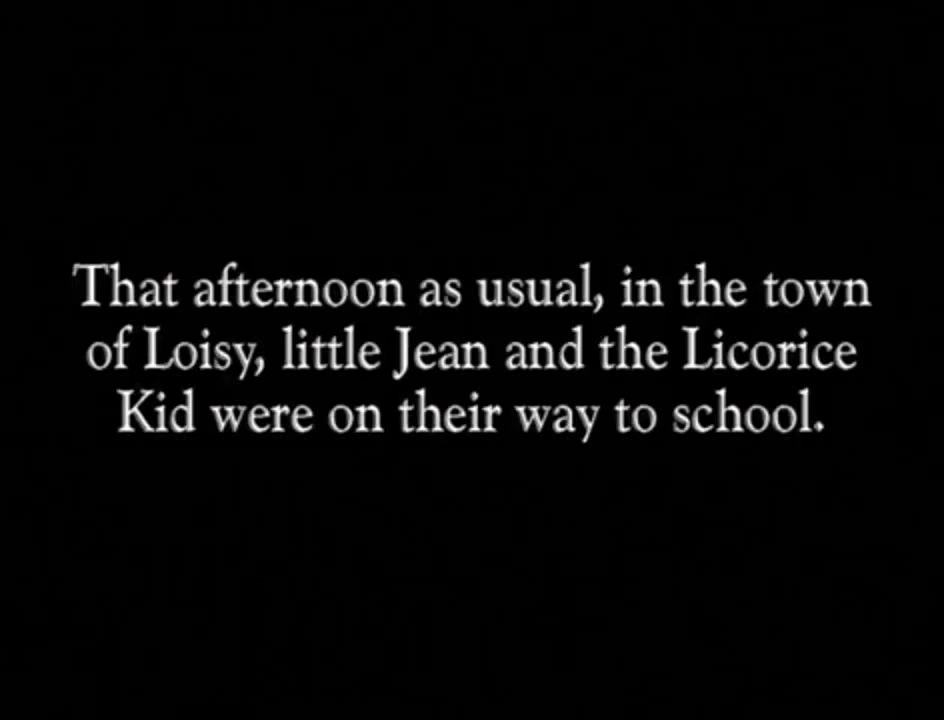 That afternoon as usual, in the town
of Loisy, little Jean and the Licorice
Kid were on their way to school.